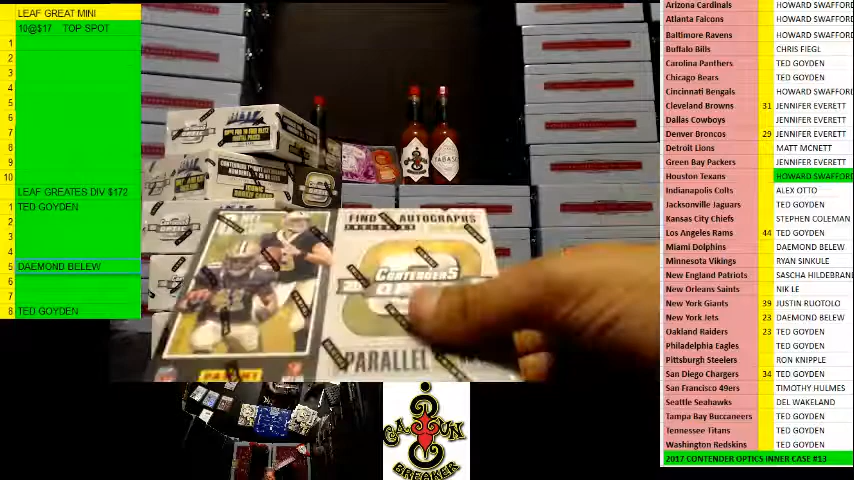 LEAF GREAT MINI
10@$17 TOP SPOT
1
2
3
4
5
6
7
8
9
10
LEAF GREATES DIV $172
1 TED GOYDEN
2
3
4
5 DAEMOND BELEW
6
7
8 TED GOYDEN
FIND AUTOGRAPHS
CONTENDERS
PARALLEL
PANINI
CAJUN
BREAKER
Arizona Cardinals HOWARD SWAFFORD
Atlanta Falcons HOWARD SWAFFORD
Baltimore Ravens HOWARD SWAFFORD
Buffalo Bills CHRIS FIEGL
Carolina Panthers TED GOYDEN
Chicago Bears TED GOYDEN
Cincinnati Bengals HOWARD SWAFFORD
Cleveland Browns 31 JENNIFER EVERETT
Dallas Cowboys JENNIFER EVERETT
Denver Broncos 29 JENNIFER EVERETT
Detroit Lions MATT MCNETT
Green Bay Packers JENNIFER EVERETT
Houston Texans HOWARD SWAFFORD
Indianapolis Colts ALEX OTTO
Jacksonville Jaguars TED GOYDEN
Kansas City Chiefs STEPHEN COLEMAN
Los Angeles Rams 44 TED GOYDEN
Miami Dolphins DAEMOND BELEW
Minnesota Vikings RYAN SINKULE
New England Patriots SASCHA HILDEBRAN
New Orleans Saints NIK LE
New York Giants 39 JUSTIN RUOTOLO
New York Jets 23 DAEMOND BELEW
Oakland Raiders 23 TED GOYDEN
Philadelphia Eagles TED GOYDEN
Pittsburgh Steelers RON KNIPPLE
San Diego Chargers 34 TED GOYDEN
San Francisco 49ers TIMOTHY HULMES
Seattle Seahawks DEL WAKELAND
Tampa Bay Buccaneers TED GOYDEN
Tennessee Titans TED GOYDEN
Washington Redskins TED GOYDEN
2017 CONTENDER OPTICS INNER CASE #13